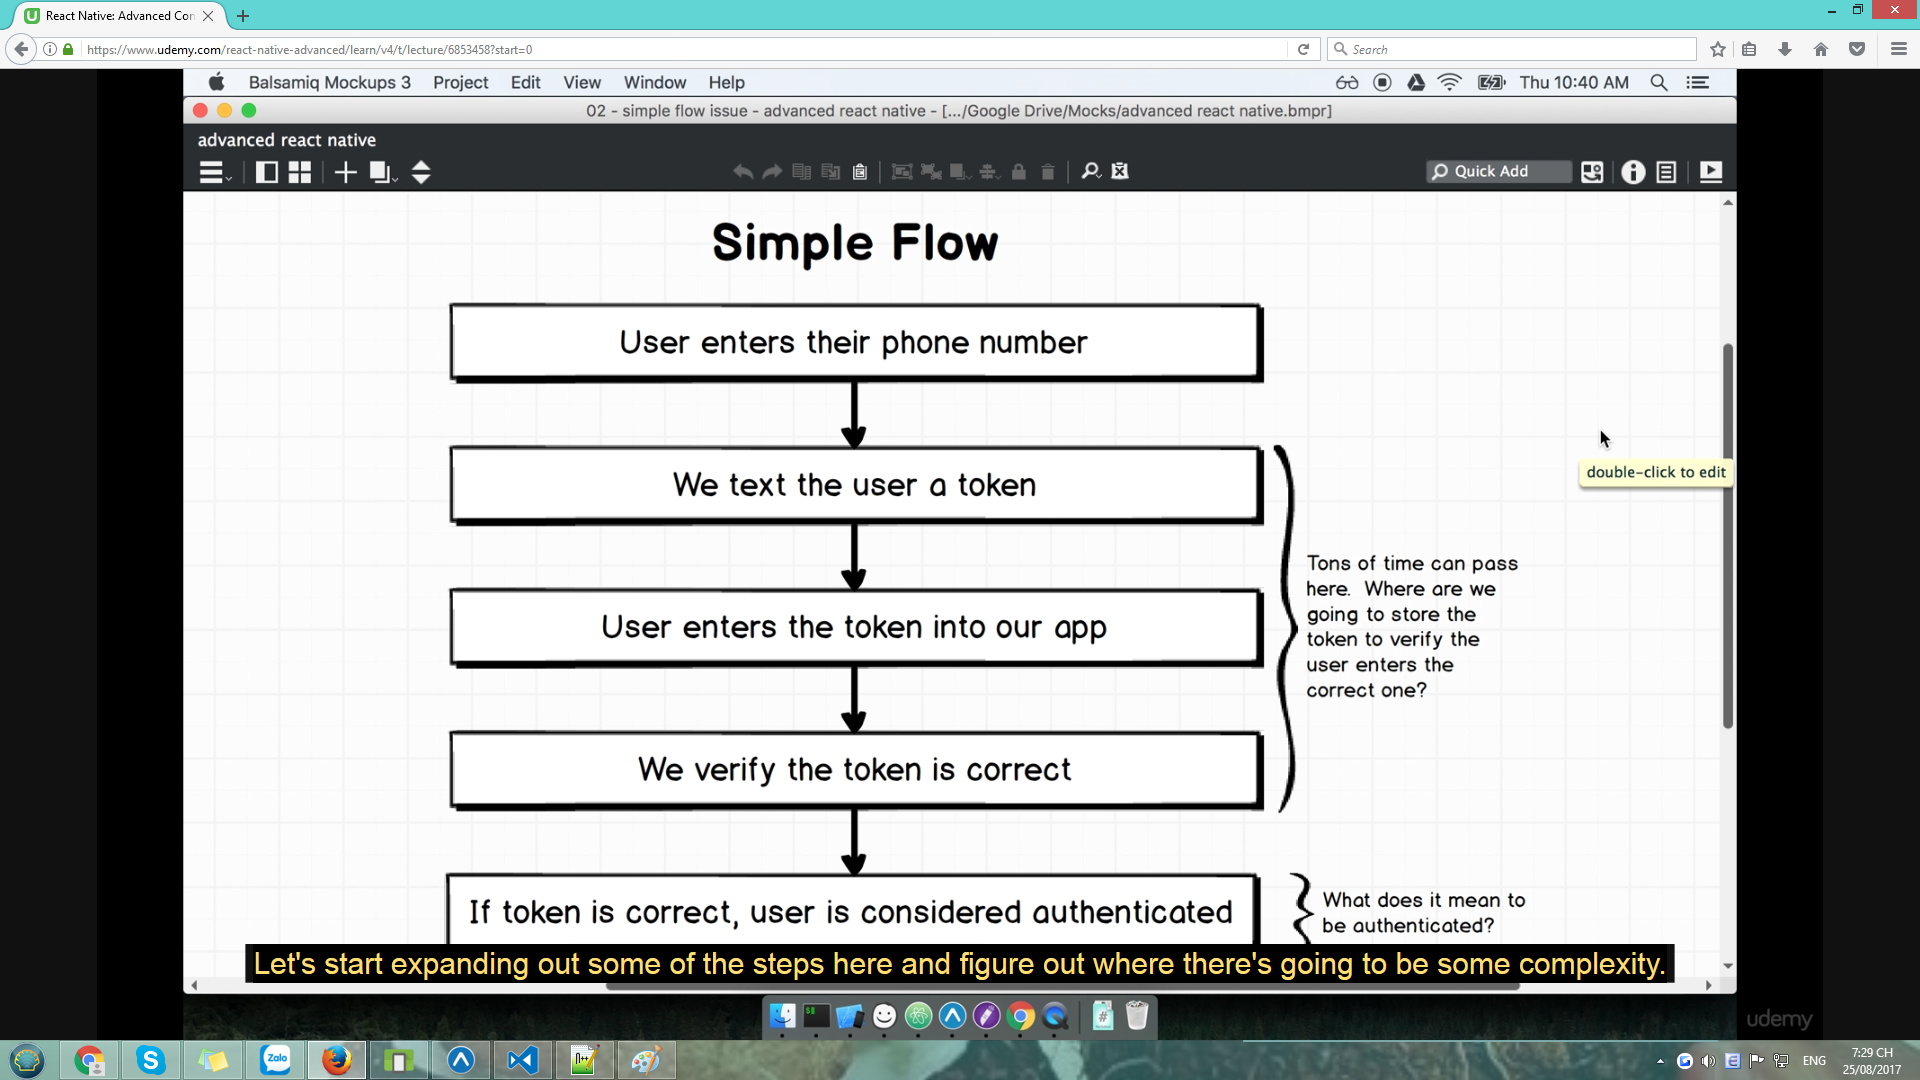 React Native: Advanced Con
https://www.udemy.com/react-native-advanced/learn/v4/t/lecture/6853458?start=0
Search
Balsamiq Mockups 3 Project Edit View Window Help
Thu 10:40 AM
02 - simple flow issue - advanced react native - [.../Google Drive/Mocks/advanced react native.bmpr]
advanced react native
Quick Add
Simple Flow
User enters their phone number
We text the user a token
double-click to edit
User enters the token into our app
Tons of time can pass
here. Where are we
going to store the
token to verify the
user enters the
correct one?
We verify the token is correct
If token is correct, user is considered authenticated
What does it mean to
be authenticated?
Let's start expanding out some of the steps here and figure out where there's going to be some complexity.
udemy
Zalo
ENG
7:29 CH
25/08/2017